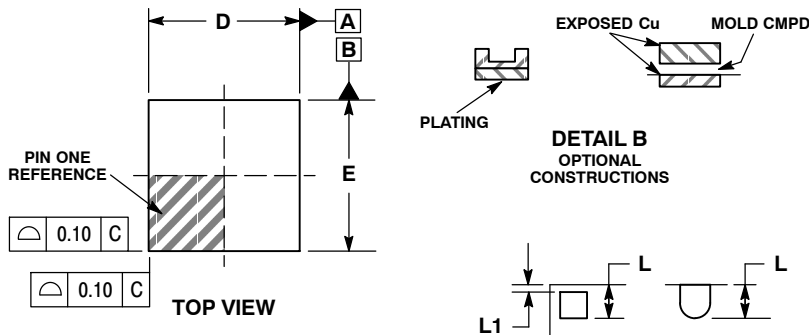 D
A
B
PIN ONE
REFERENCE
E
0.10 C
0.10 C
TOP VIEW
EXPOSED Cu
MOLD CMPD
PLATING
DETAIL B
OPTIONAL
CONSTRUCTIONS
L
L
L1